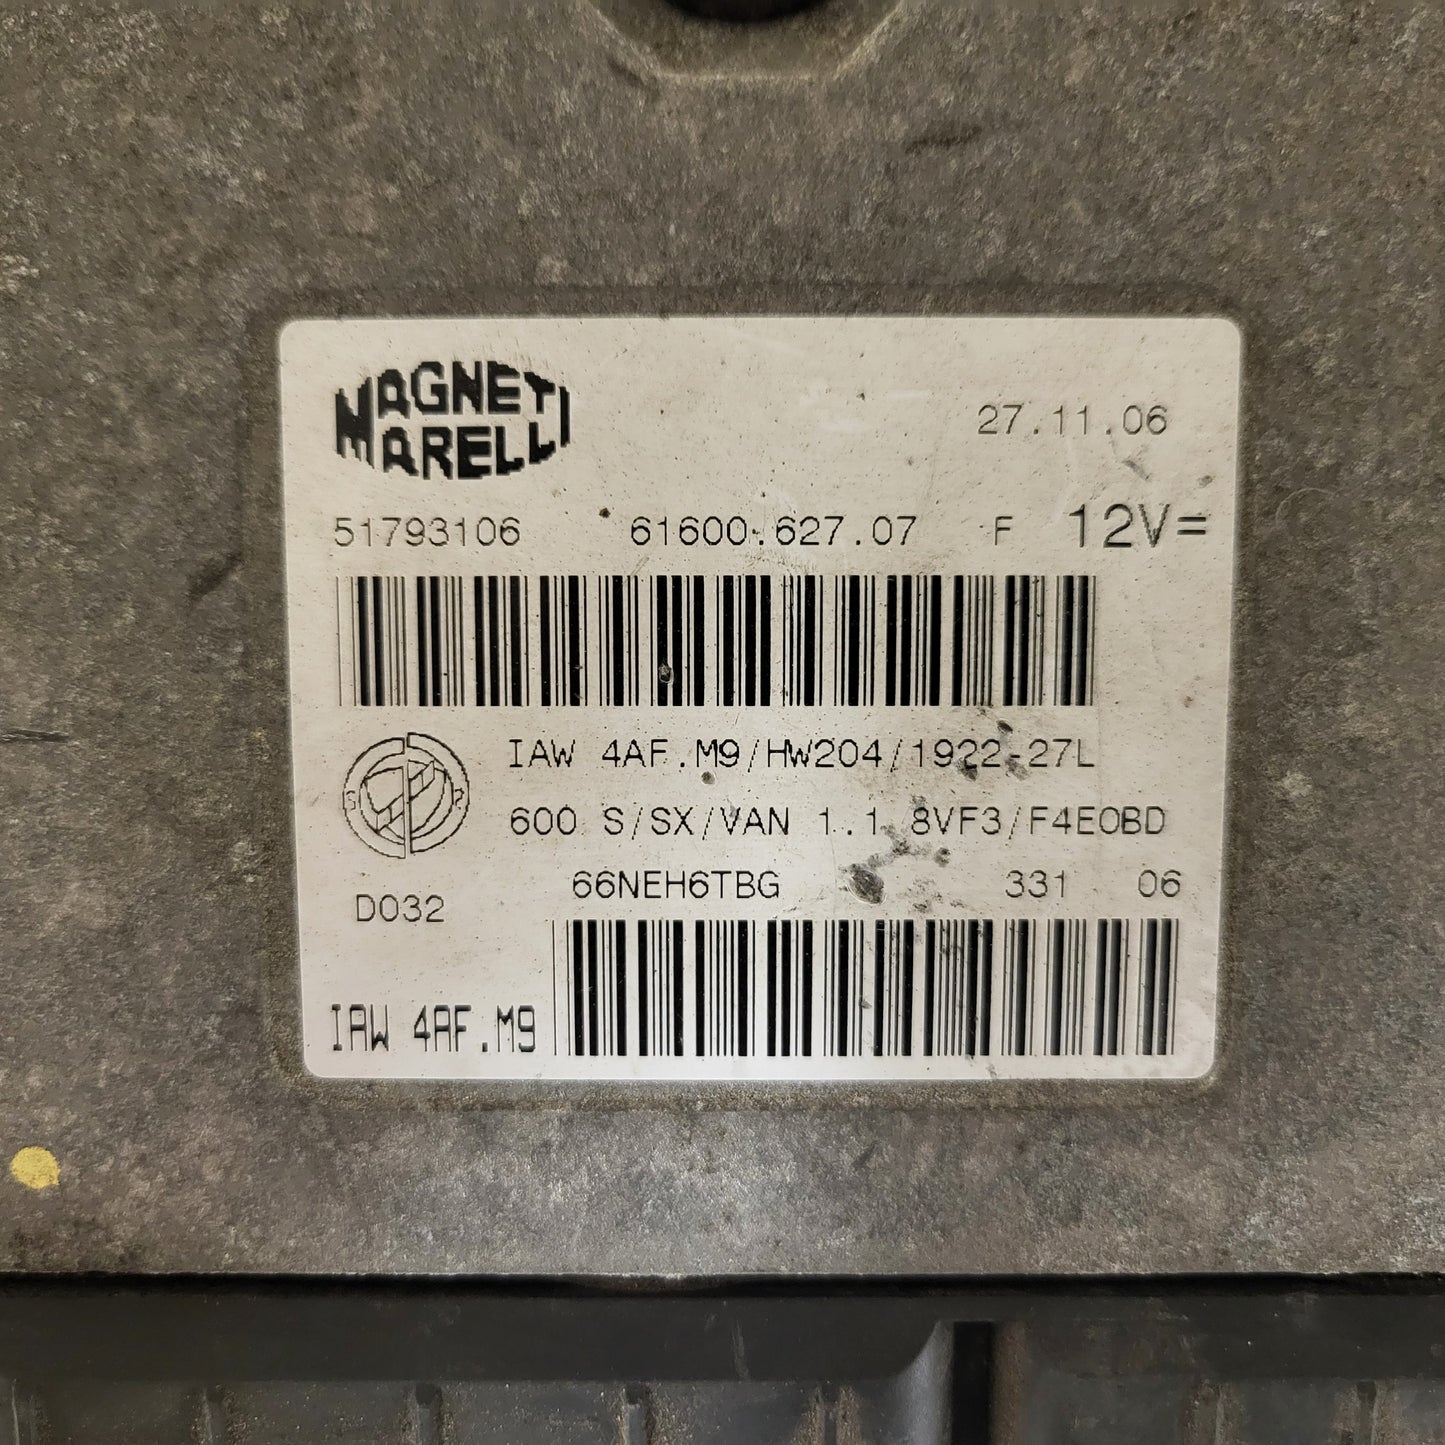 MAGNETI
MARELLI
27.11.06
51793106 61600.627.07 F 12V=
IAW 4AF.M9/HW204/1922-27L
600 S/SX/VAN 1.1 8VF3/F4EOBD
66NEH6TBG 331 06
D032
IAW 4AF.M9